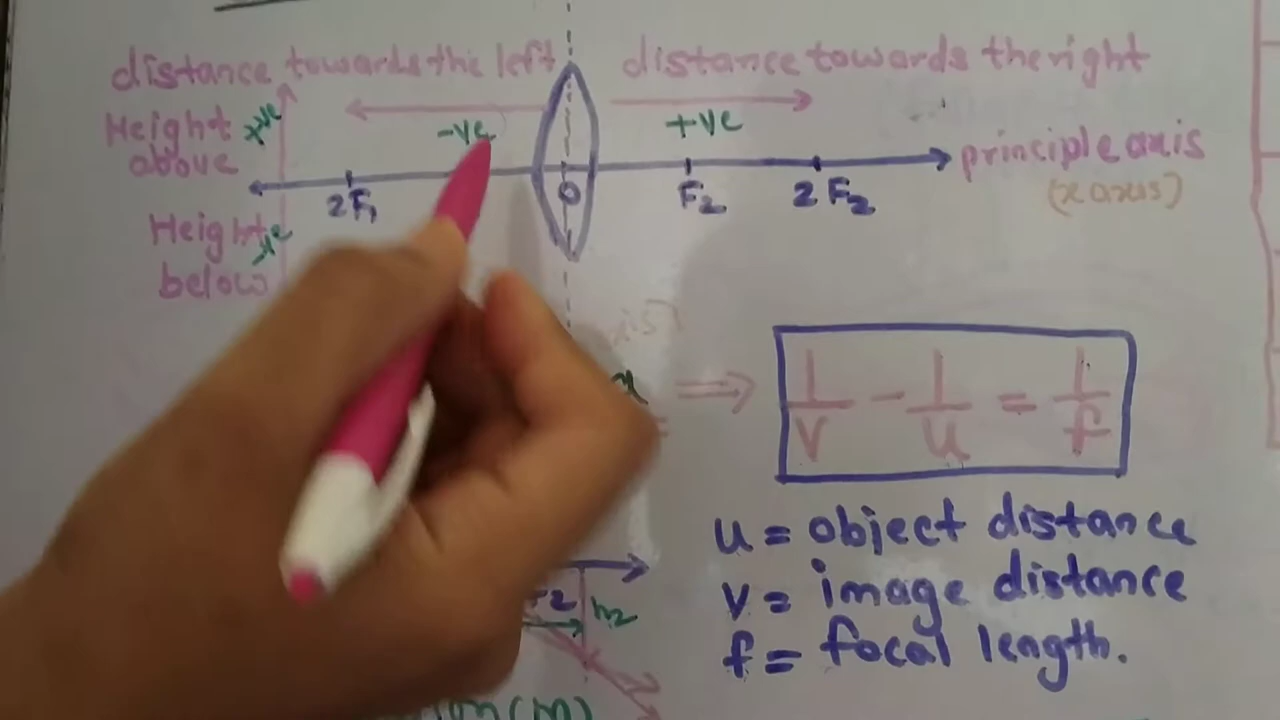 distance towards the left
distance towards the right
Height +ve
above
-ve
+ve
principle axis
(x axis)
2F₁
O
F₂
2F₂
Height -ve
below
⇒ 1/v - 1/u = 1/f
u = object distance
v = image distance
f = focal length.
h2
(m)